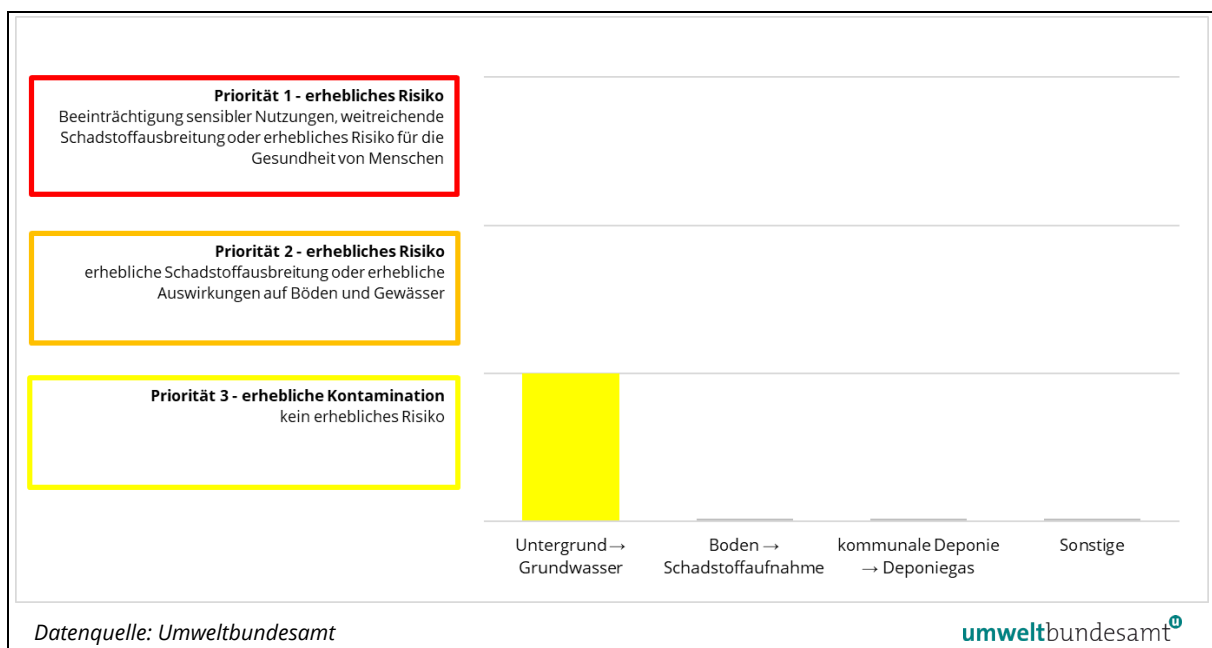 Priorität 1 - erhebliches Risiko
Beeinträchtigung sensibler Nutzungen, weitreichende
Schadstoffausbreitung oder erhebliches Risiko für die
Gesundheit von Menschen
Priorität 2 - erhebliches Risiko
erhebliche Schadstoffausbreitung oder erhebliche
Auswirkungen auf Böden und Gewässer
Priorität 3 - erhebliche Kontamination
kein erhebliches Risiko
Untergrund →
Grundwasser
Boden →
Schadstoffaufnahme
kommunale Deponie
→ Deponiegas
Sonstige
Datenquelle: Umweltbundesamt
umweltbundesamt u